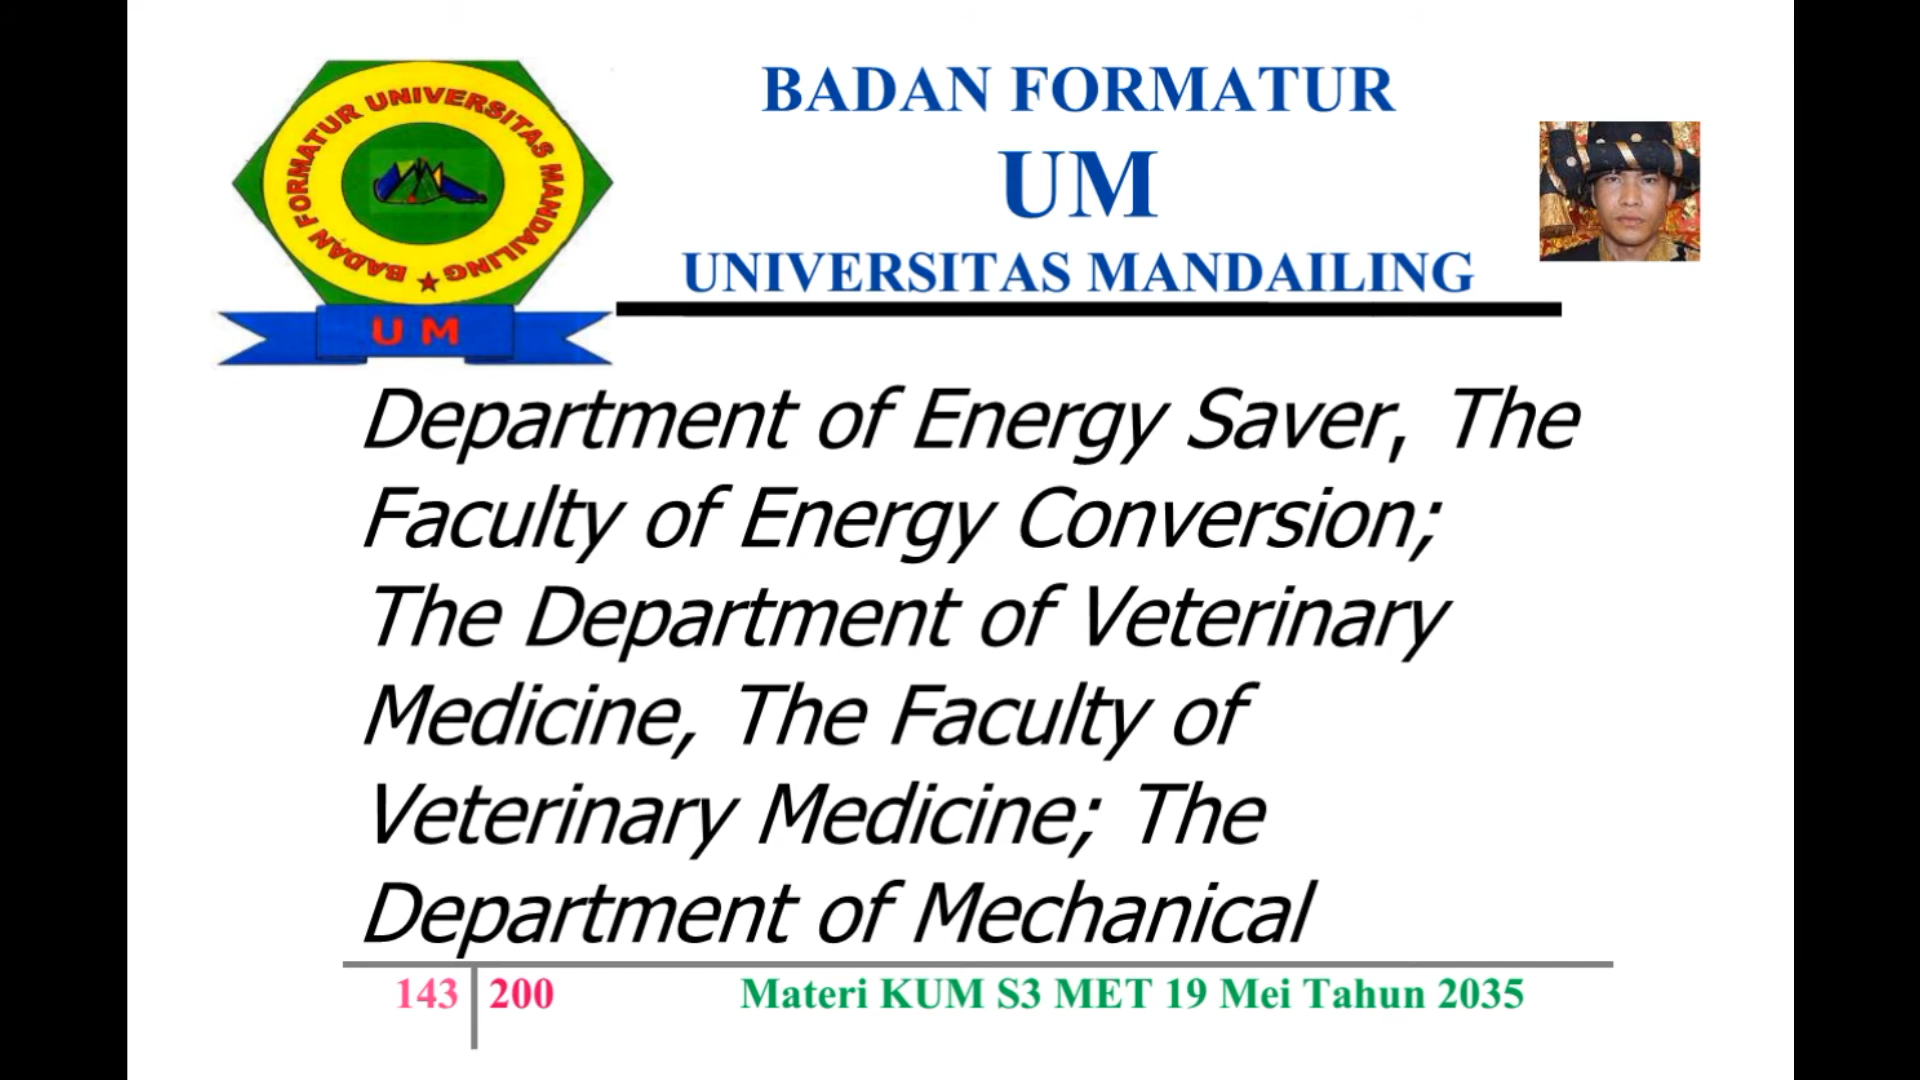 BADAN FORMATUR UNIVERSITAS MANDAILING
U M
BADAN FORMATUR
UM
UNIVERSITAS MANDAILING
Department of Energy Saver, The
Faculty of Energy Conversion;
The Department of Veterinary
Medicine, The Faculty of
Veterinary Medicine; The
Department of Mechanical
143 200 Materi KUM S3 MET 19 Mei Tahun 2035